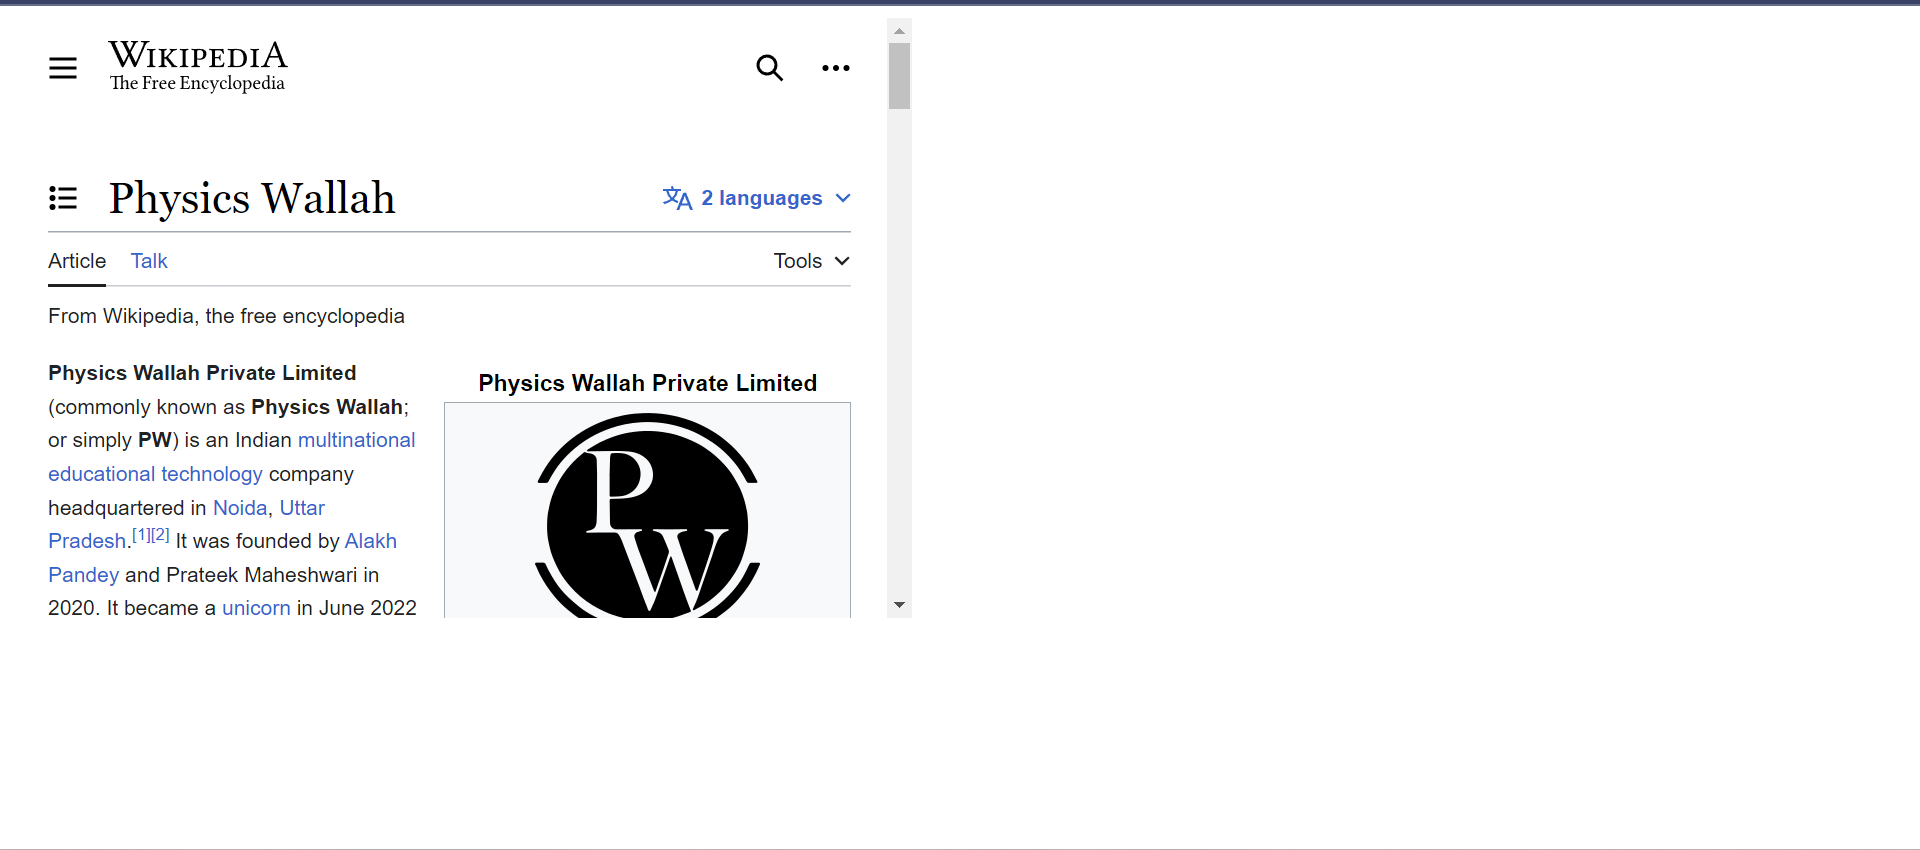 WIKIPEDIA
The Free Encyclopedia
Physics Wallah
2 languages
Article Talk
Tools
From Wikipedia, the free encyclopedia
Physics Wallah Private Limited
(commonly known as Physics Wallah;
or simply PW) is an Indian multinational
educational technology company
headquartered in Noida, Uttar
Pradesh.[1][2] It was founded by Alakh
Pandey and Prateek Maheshwari in
2020. It became a unicorn in June 2022
Physics Wallah Private Limited
P
W